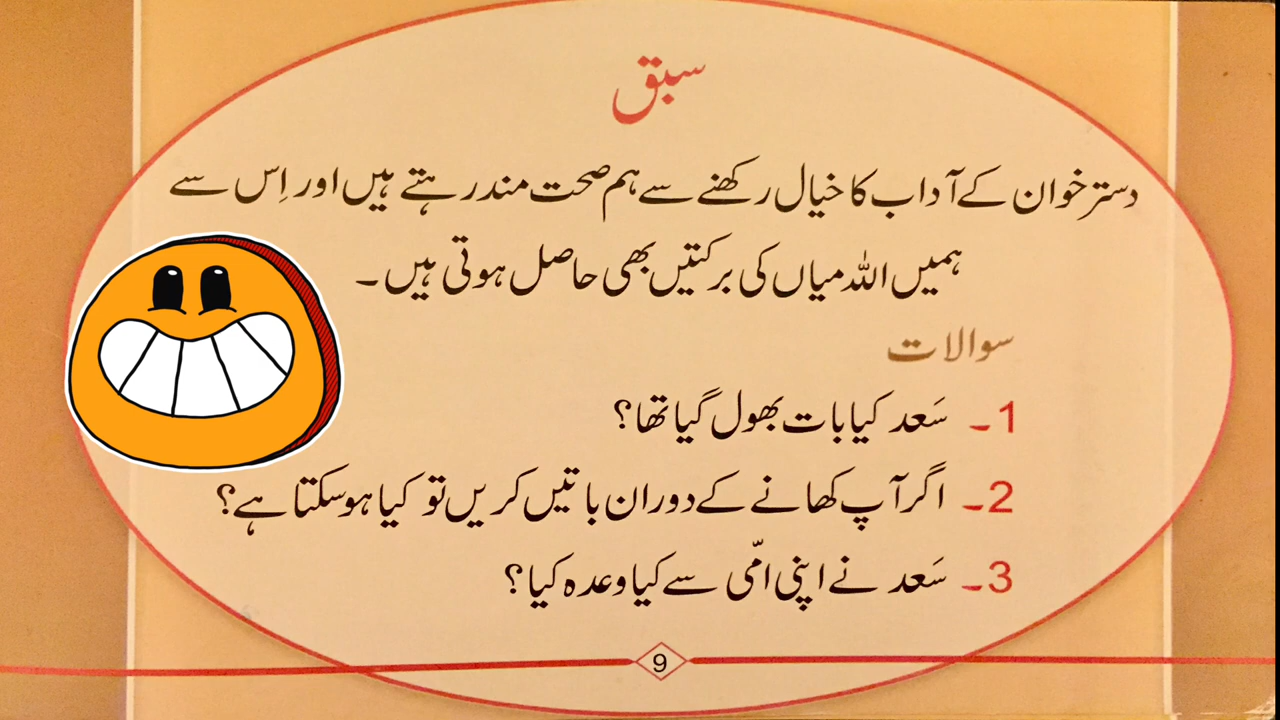 سبق
دسترخوان کے آداب کا خیال رکھنے سے ہم صحت مند رہتے ہیں اور اِس سے
ہمیں اللہ میاں کی برکتیں بھی حاصل ہوتی ہیں۔
سوالات
1۔ سَعد کیا بات بھول گیا تھا؟
2۔ اگر آپ کھانے کے دوران باتیں کریں تو کیا ہو سکتا ہے؟
3۔ سَعد نے اپنی امّی سے کیا وعدہ کیا؟
9